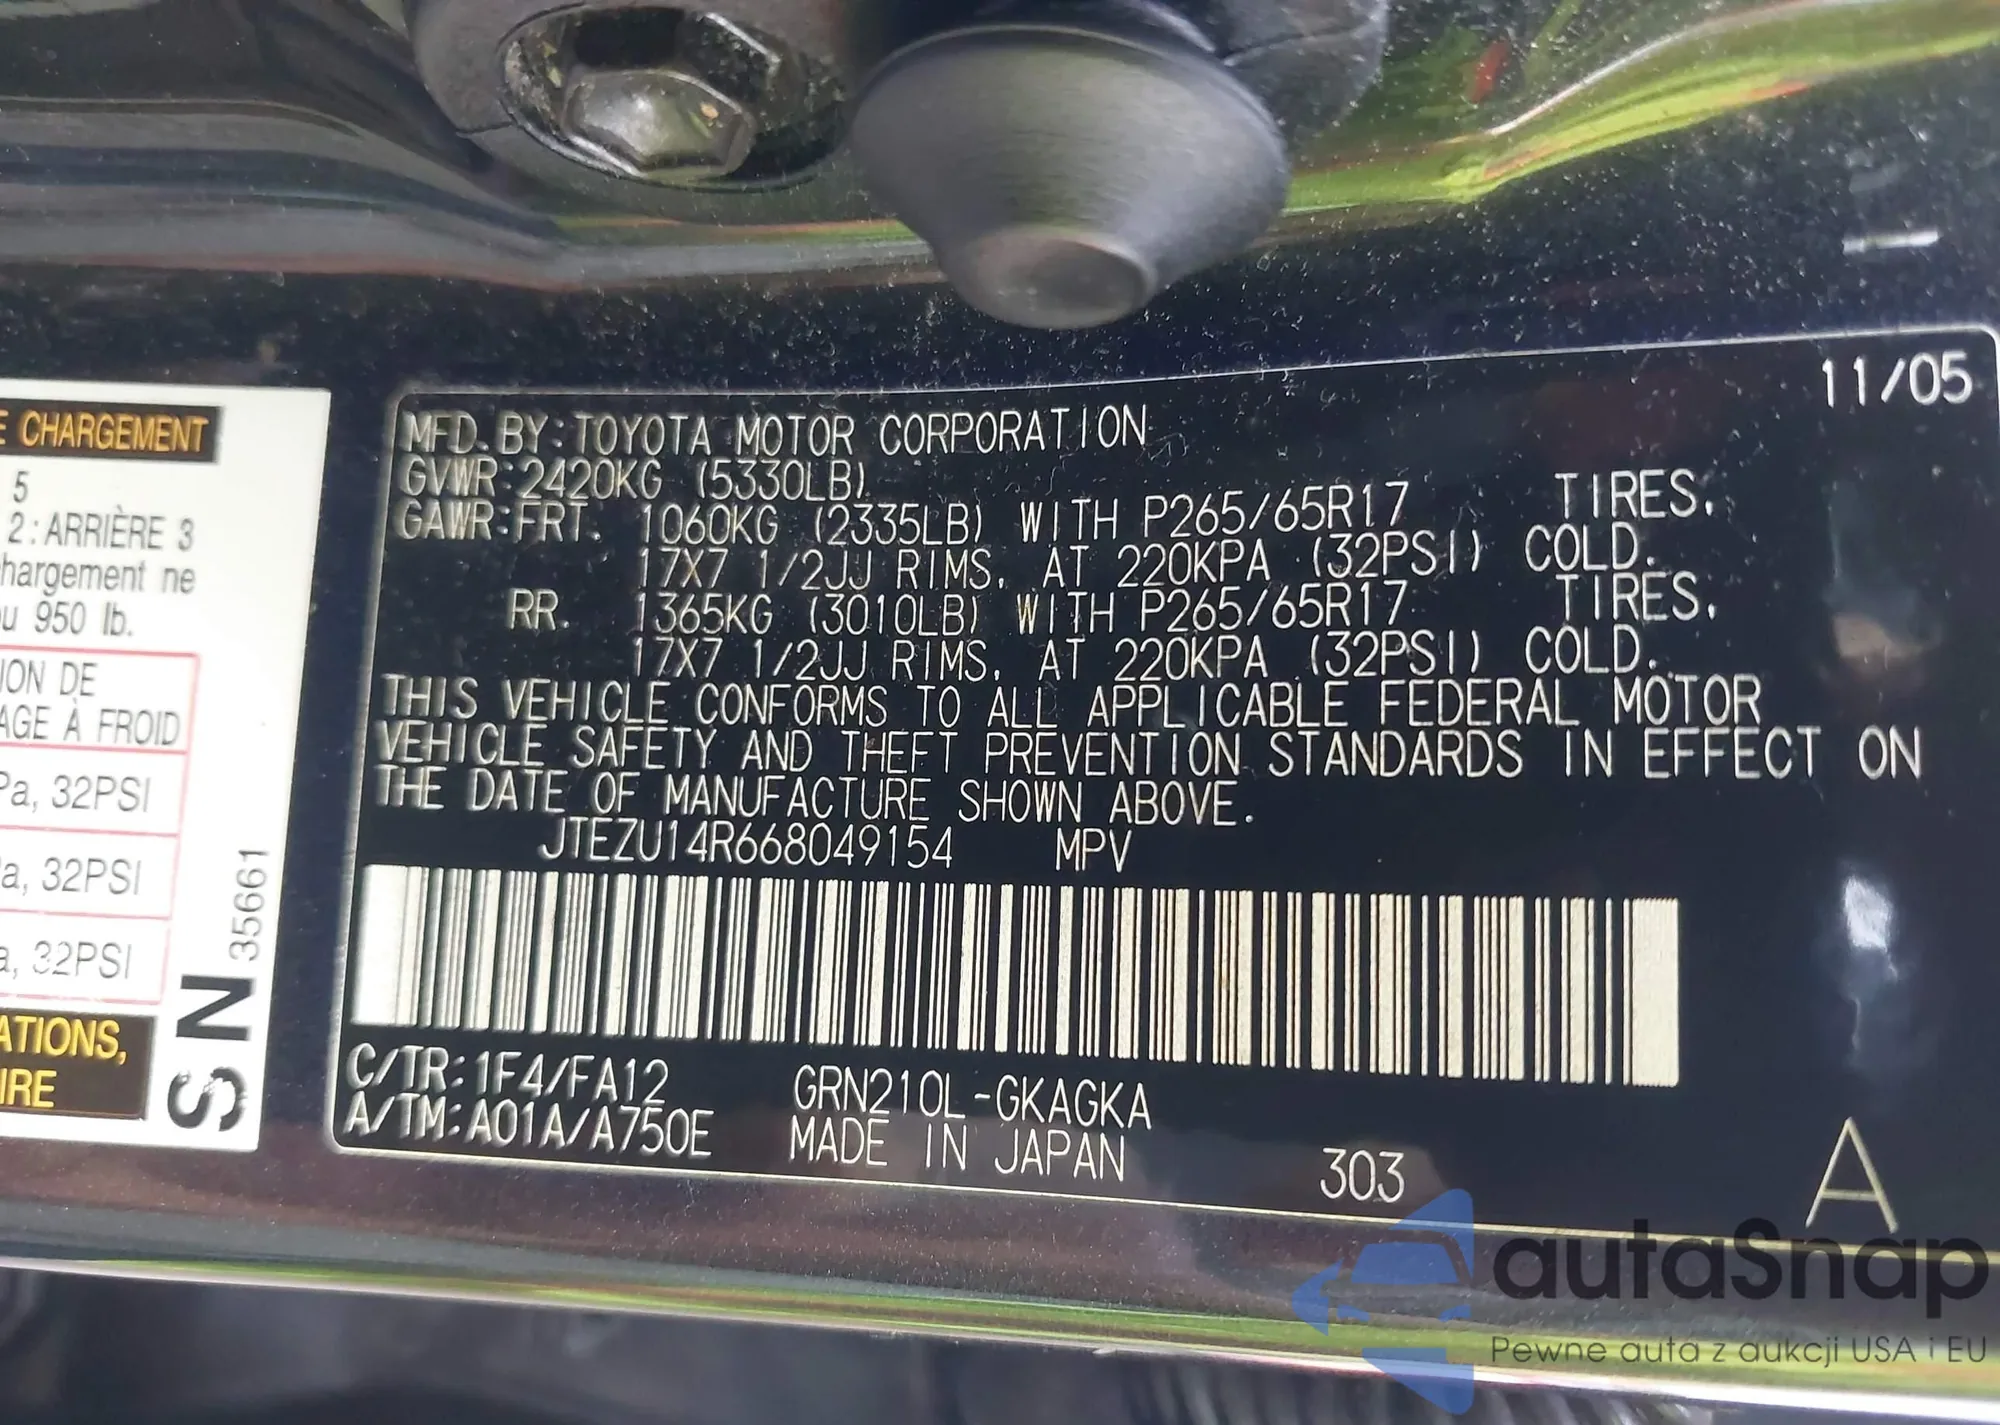 E CHARGEMENT
5
2: ARRIÈRE 3
hargement ne
ou 950 lb.
ION DE
AGE À FROID
Pa, 32PSI
Pa, 32PSI
a, 32PSI
ATIONS,
IRE
SN 35661
11/05
MFD. BY: TOYOTA MOTOR CORPORATION
GVWR: 2420KG (5330LB)
GAWR: FRT. 1060KG (2335LB) WITH P265/65R17 TIRES,
17X7 1/2JJ RIMS, AT 220KPA (32PSI) COLD.
RR. 1365KG (3010LB) WITH P265/65R17 TIRES,
17X7 1/2JJ RIMS, AT 220KPA (32PSI) COLD.
THIS VEHICLE CONFORMS TO ALL APPLICABLE FEDERAL MOTOR
VEHICLE SAFETY AND THEFT PREVENTION STANDARDS IN EFFECT ON
THE DATE OF MANUFACTURE SHOWN ABOVE.
JTEZU14R668049154 MPV
C/TR: 1F4/FA12 GRN210L-GKAGKA
A/TM: A01A/A750E MADE IN JAPAN 303
A
autaSnap
Pewne auta z aukcji USA i EU